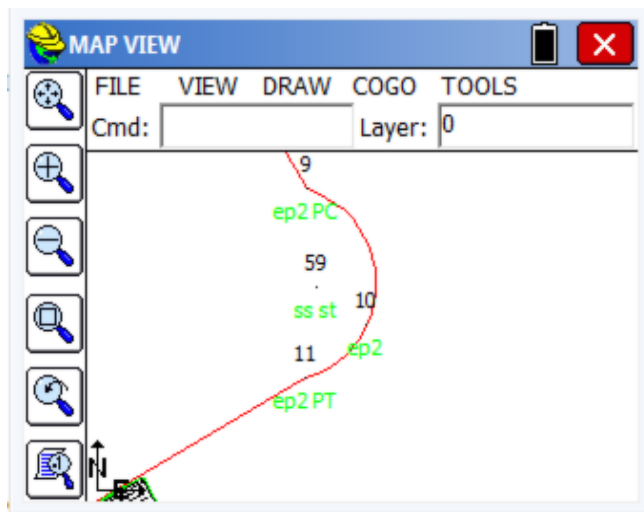 MAP VIEW
FILE VIEW DRAW COGO TOOLS
Cmd: Layer: 0
9
ep2 PC
59
10
ss st
11
ep2
ep2 PT
N